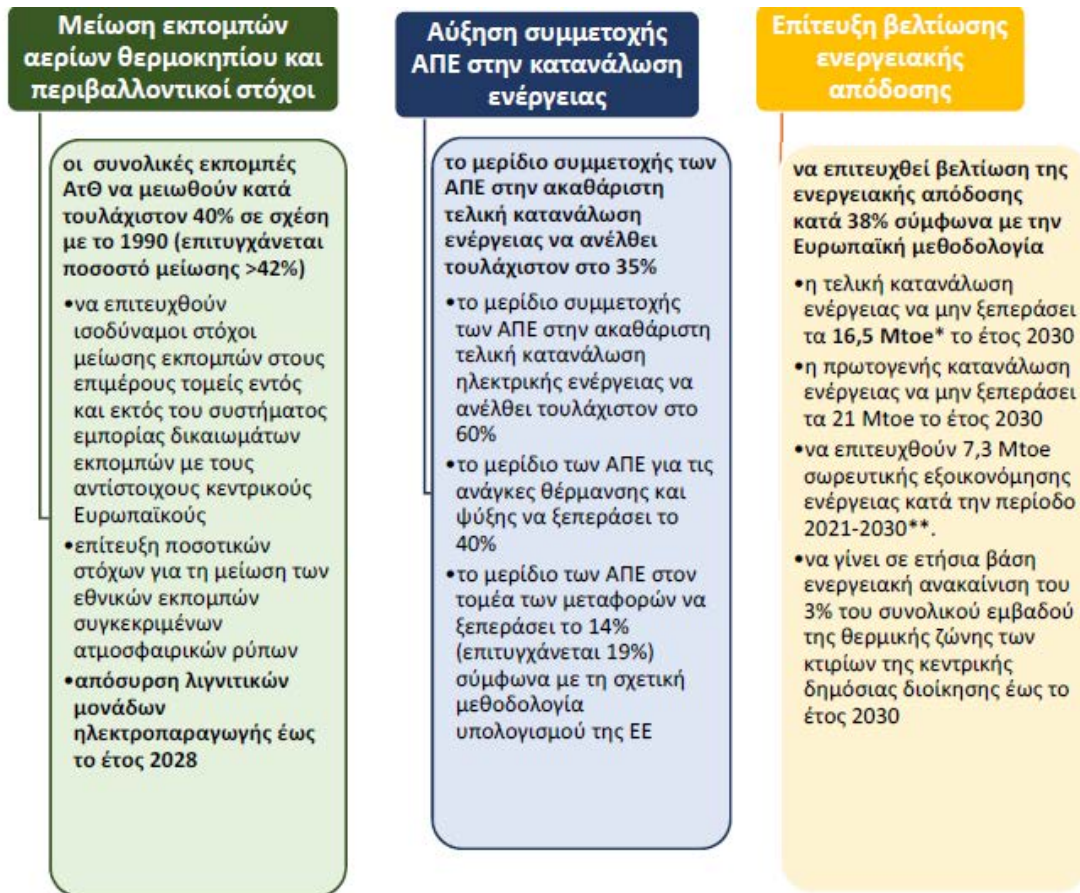 Μείωση εκπομπών
αερίων θερμοκηπίου και
περιβαλλοντικοί στόχοι
οι συνολικές εκπομπές
ΑτΘ να μειωθούν κατά
τουλάχιστον 40% σε σχέση
με το 1990 (επιτυγχάνεται
ποσοστό μείωσης >42%)
•να επιτευχθούν
ισοδύναμοι στόχοι
μείωσης εκπομπών στους
επιμέρους τομείς εντός
και εκτός του συστήματος
εμπορίας δικαιωμάτων
εκπομπών με τους
αντίστοιχους κεντρικούς
Ευρωπαϊκούς
•επίτευξη ποσοτικών
στόχων για τη μείωση των
εθνικών εκπομπών
συγκεκριμένων
ατμοσφαιρικών ρύπων
•απόσυρση λιγνιτικών
μονάδων
ηλεκτροπαραγωγής έως
το έτος 2028
Αύξηση συμμετοχής
ΑΠΕ στην κατανάλωση
ενέργειας
το μερίδιο συμμετοχής των
ΑΠΕ στην ακαθάριστη
τελική κατανάλωση
ενέργειας να ανέλθει
τουλάχιστον στο 35%
•το μερίδιο συμμετοχής
των ΑΠΕ στην ακαθάριστη
τελική κατανάλωση
ηλεκτρικής ενέργειας να
ανέλθει τουλάχιστον στο
60%
•το μερίδιο των ΑΠΕ για τις
ανάγκες θέρμανσης και
ψύξης να ξεπεράσει το
40%
•το μερίδιο των ΑΠΕ στον
τομέα των μεταφορών να
ξεπεράσει το 14%
(επιτυγχάνεται 19%)
σύμφωνα με τη σχετική
μεθοδολογία
υπολογισμού της ΕΕ
Επίτευξη βελτίωσης
ενεργειακής
απόδοσης
να επιτευχθεί βελτίωση της
ενεργειακής απόδοσης
κατά 38% σύμφωνα με την
Ευρωπαϊκή μεθοδολογία
•η τελική κατανάλωση
ενέργειας να μην ξεπεράσει
τα 16,5 Mtoe* το έτος 2030
•η πρωτογενής κατανάλωση
ενέργειας να μην ξεπεράσει
τα 21 Mtoe το έτος 2030
•να επιτευχθούν 7,3 Mtoe
σωρευτικής εξοικονόμησης
ενέργειας κατά την περίοδο
2021-2030**.
•να γίνει σε ετήσια βάση
ενεργειακή ανακαίνιση του
3% του συνολικού εμβαδού
της θερμικής ζώνης των
κτιρίων της κεντρικής
δημόσιας διοίκησης έως το
έτος 2030